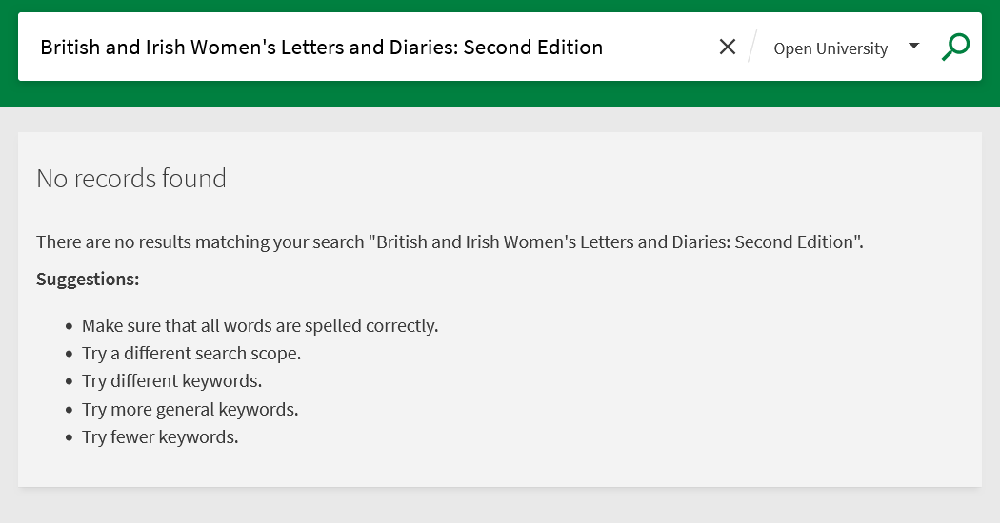 British and Irish Women's Letters and Diaries: Second Edition
Open University
No records found
There are no results matching your search "British and Irish Women's Letters and Diaries: Second Edition".
Suggestions:
Make sure that all words are spelled correctly.
Try a different search scope.
Try different keywords.
Try more general keywords.
Try fewer keywords.